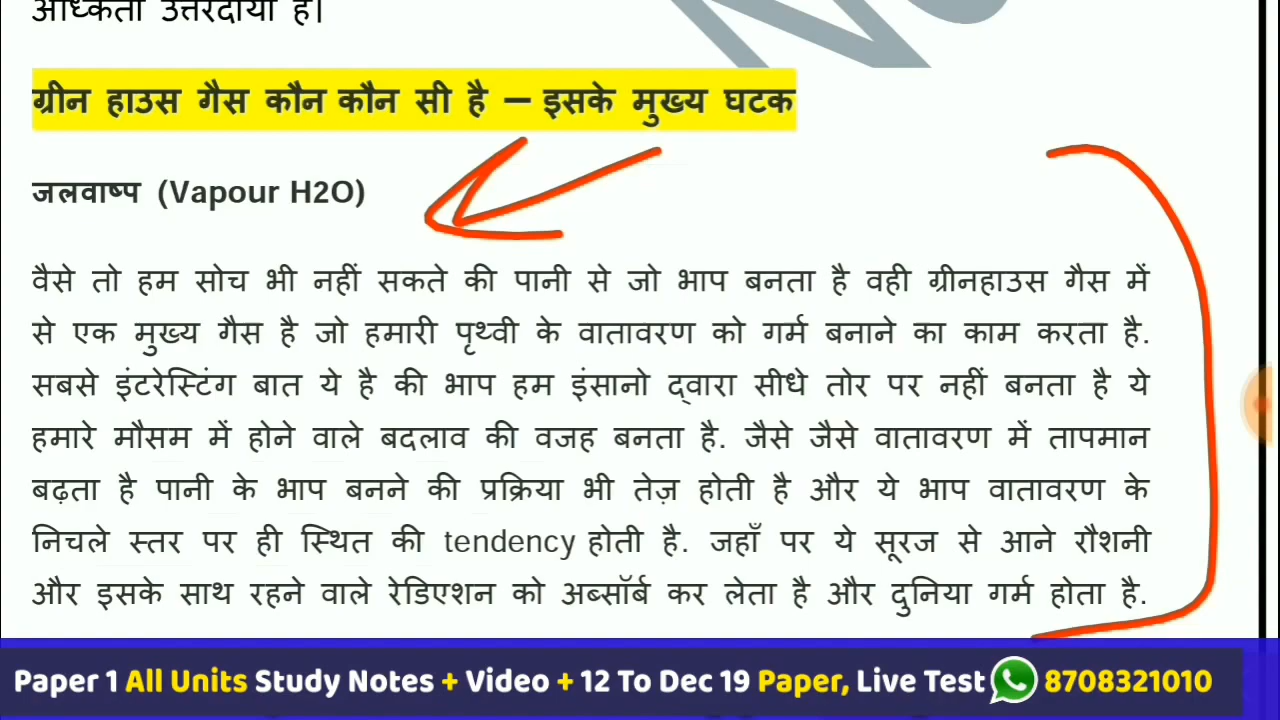 उत्तरदायी है।
ग्रीन हाउस गैस कौन कौन सी है – इसके मुख्य घटक
जलवाष्प (Vapour H2O)
वैसे तो हम सोच भी नहीं सकते की पानी से जो भाप बनता है वही ग्रीनहाउस गैस में
से एक मुख्य गैस है जो हमारी पृथ्वी के वातावरण को गर्म बनाने का काम करता है.
सबसे इंटरेस्टिंग बात ये है की भाप हम इंसानो द्वारा सीधे तोर पर नहीं बनता है ये
हमारे मौसम में होने वाले बदलाव की वजह बनता है. जैसे जैसे वातावरण में तापमान
बढ़ता है पानी के भाप बनने की प्रक्रिया भी तेज़ होती है और ये भाप वातावरण के
निचले स्तर पर ही स्थित की tendency होती है. जहाँ पर ये सूरज से आने रौशनी
और इसके साथ रहने वाले रेडिएशन को अब्सॉर्ब कर लेता है और दुनिया गर्म होता है.
Paper 1 All Units Study Notes + Video + 12 To Dec 19 Paper, Live Test 8708321010